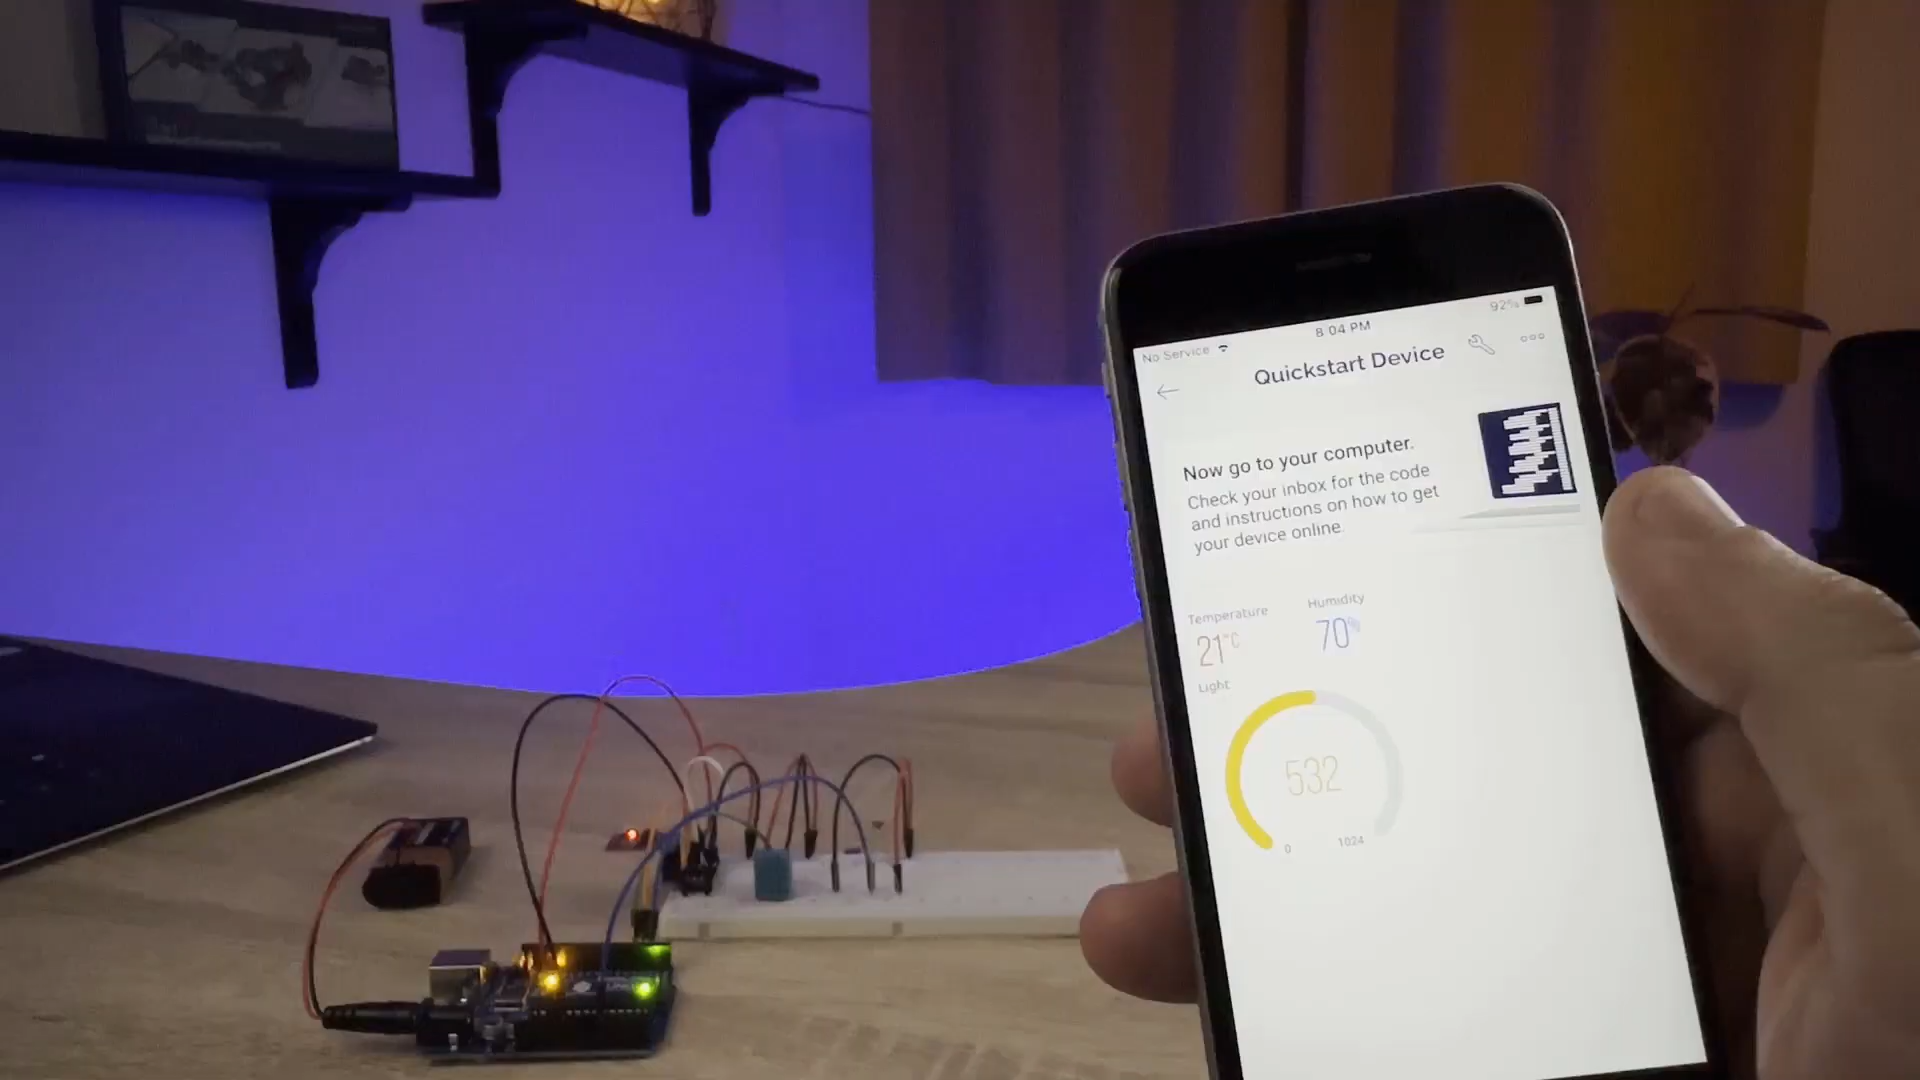 No Service
8 04 PM
92%
Quickstart Device
Now go to your computer.
Check your inbox for the code
and instructions on how to get
your device online.
Temperature
Humidity
21°C
70%
Light
532
0
1024